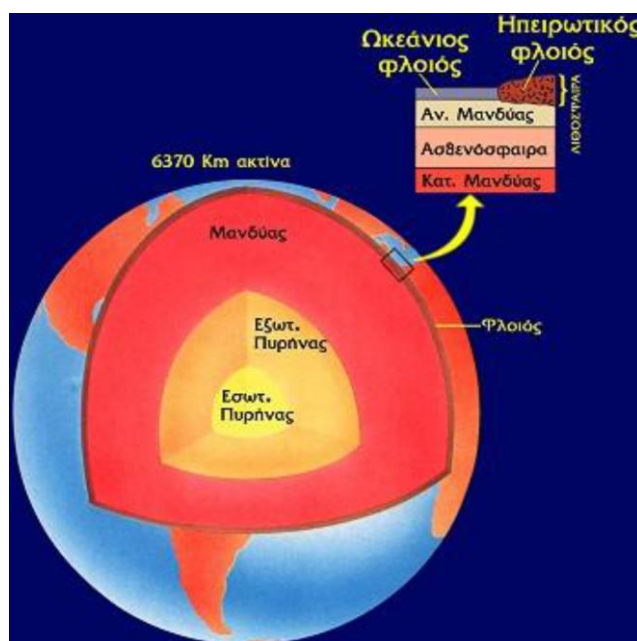 Ωκεάνιος
φλοιός
Ηπειρωτικός
φλοιός
ΛΙΘΟΣΦΑΙΡΑ
Αν. Μανδύας
Ασθενόσφαιρα
Κατ. Μανδύας
6370 Km ακτίνα
Μανδύας
Εξωτ.
Πυρήνας
Φλοιός
Εσωτ.
Πυρήνας